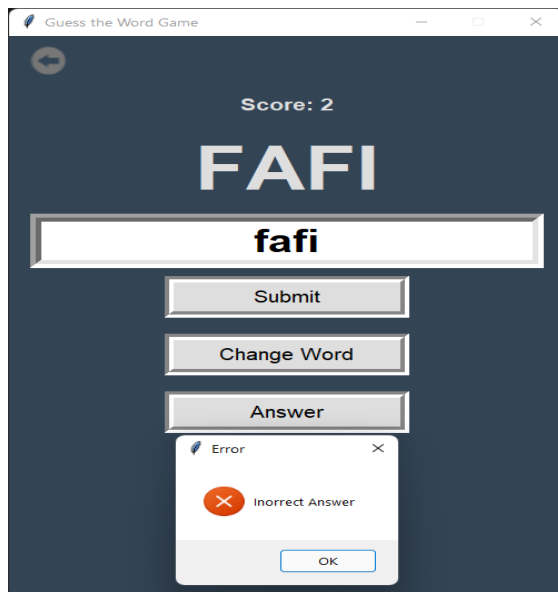 Guess the Word Game
Score: 2
FAFI
fafi
Submit
Change Word
Answer
Error
Inorrect Answer
OK